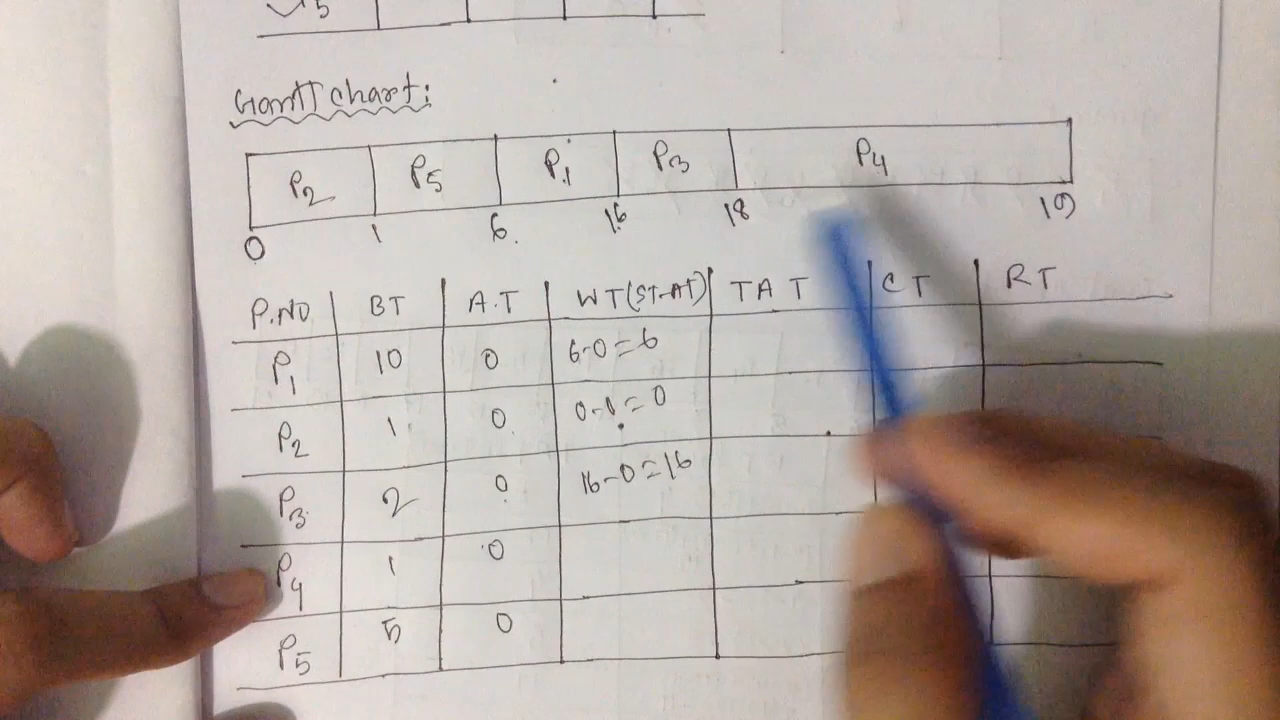 5
Gantt chart:
P2 P5 P1 P3 P4
0 1 6 16 18 19
P.NO BT A.T WT(ST-AT) TAT CT RT
P1 10 0 6-0=6
P2 1 0 0-0=0
P3 2 0 16-0=16
P4 1 0
P5 5 0